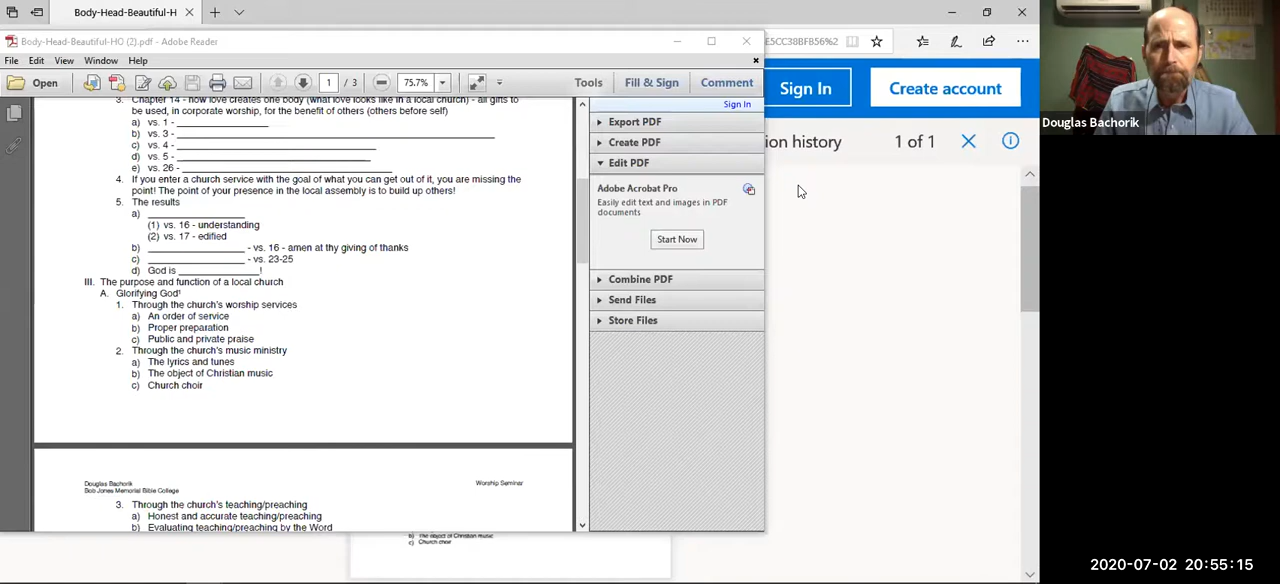 Body-Head-Beautiful-H
Body-Head-Beautiful-HO (2).pdf - Adobe Reader
E5CC38BFB56%2
File Edit View Window Help
Open 1 / 3 75.7% Tools Fill & Sign Comment
Sign In Create account
Sign In
Douglas Bachorik
ion history 1 of 1
3. Chapter 14 - how love creates one body (what love looks like in a local church) - all gifts to
be used, in corporate worship, for the benefit of others (others before self)
a) vs. 1 - 
b) vs. 3 - 
c) vs. 4 - 
d) vs. 5 - 
e) vs. 26 - 
4. If you enter a church service with the goal of what you can get out of it, you are missing the
point! The point of your presence in the local assembly is to build up others!
5. The results
a)
(1) vs. 16 - understanding
(2) vs. 17 - edified
b) - vs. 16 - amen at thy giving of thanks
c) - vs. 23-25
d) God is !
III. The purpose and function of a local church
A. Glorifying God¹
1. Through the church's worship services
a) An order of service
b) Proper preparation
c) Public and private praise
2. Through the church's music ministry
a) The lyrics and tunes
b) The object of Christian music
c) Church choir
Douglas Bachorik Worship Seminar
Bob Jones Memorial Bible College
3. Through the church's teaching/preaching
a) Honest and accurate teaching/preaching
b) Evaluating teaching/preaching by the Word
Export PDF
Create PDF
Edit PDF
Adobe Acrobat Pro
Easily edit text and images in PDF
documents
Start Now
Combine PDF
Send Files
Store Files
b) The object of Christian music
c) Church choir
2020-07-02 20:55:15